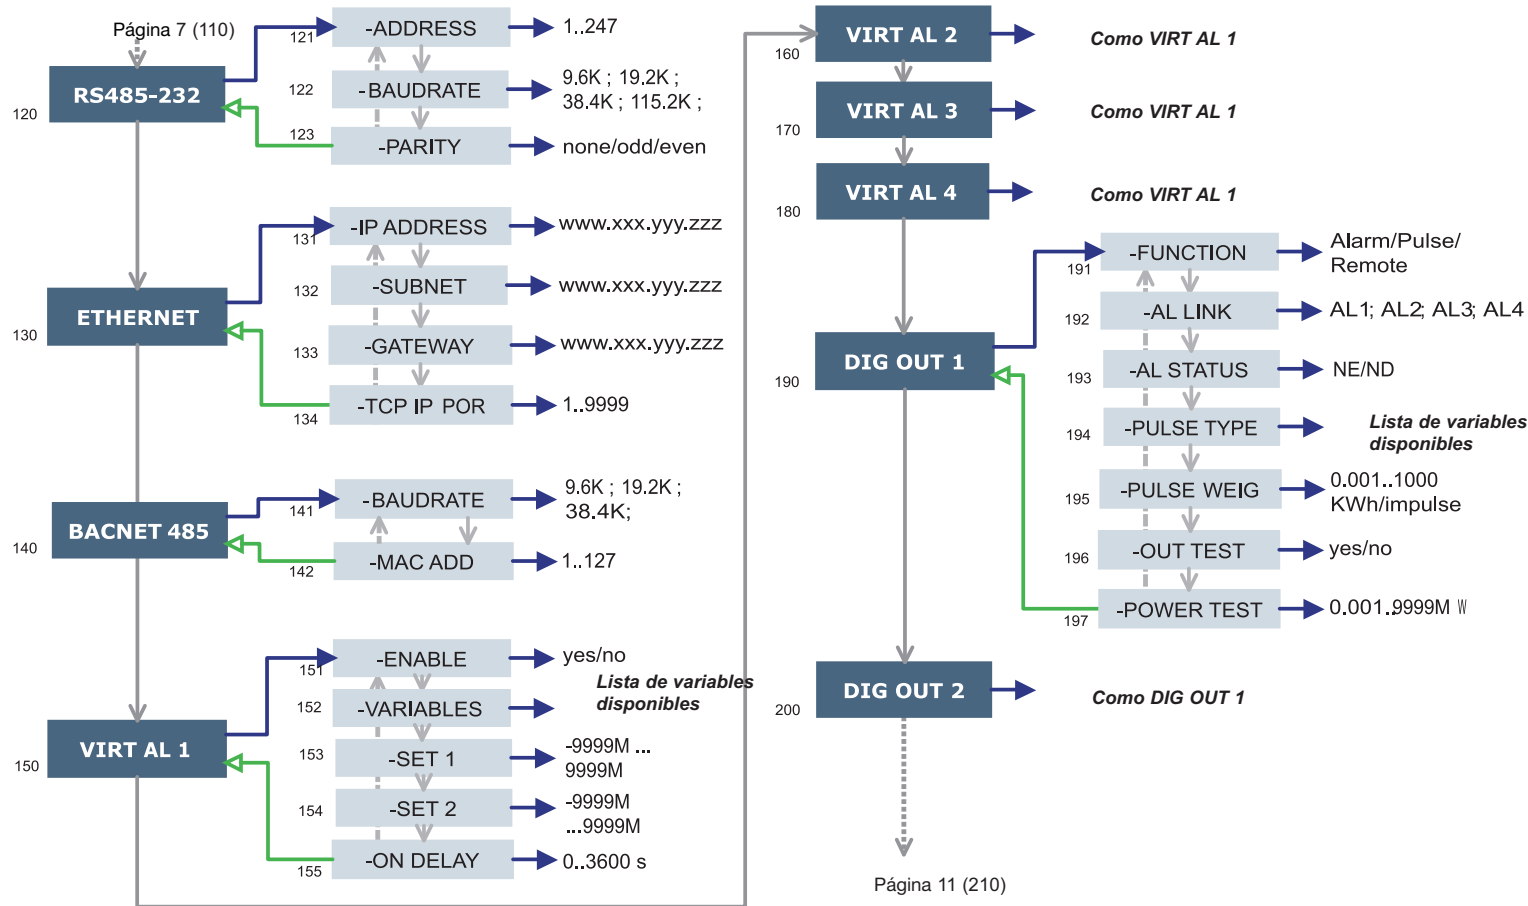 Página 7 (110)
120
RS485-232
121
-ADDRESS
1..247
122
-BAUDRATE
9.6K ; 19.2K ;
38.4K ; 115.2K ;
123
-PARITY
none/odd/even
130
ETHERNET
131
-IP ADDRESS
www.xxx.yyy.zzz
132
-SUBNET
www.xxx.yyy.zzz
133
-GATEWAY
www.xxx.yyy.zzz
134
-TCP IP POR
1..9999
140
BACNET 485
141
-BAUDRATE
9.6K ; 19.2K ;
38.4K;
142
-MAC ADD
1..127
150
VIRT AL 1
151
-ENABLE
yes/no
152
-VARIABLES
Lista de variables
disponibles
153
-SET 1
-9999M ...
9999M
154
-SET 2
-9999M
...9999M
155
-ON DELAY
0..3600 s
160
VIRT AL 2
Como VIRT AL 1
170
VIRT AL 3
Como VIRT AL 1
180
VIRT AL 4
Como VIRT AL 1
190
DIG OUT 1
191
-FUNCTION
Alarm/Pulse/
Remote
192
-AL LINK
AL1; AL2; AL3; AL4
193
-AL STATUS
NE/ND
194
-PULSE TYPE
Lista de variables
disponibles
195
-PULSE WEIG
0.001..1000
KWh/impulse
196
-OUT TEST
yes/no
197
-POWER TEST
0.001..9999M W
200
DIG OUT 2
Como DIG OUT 1
Página 11 (210)